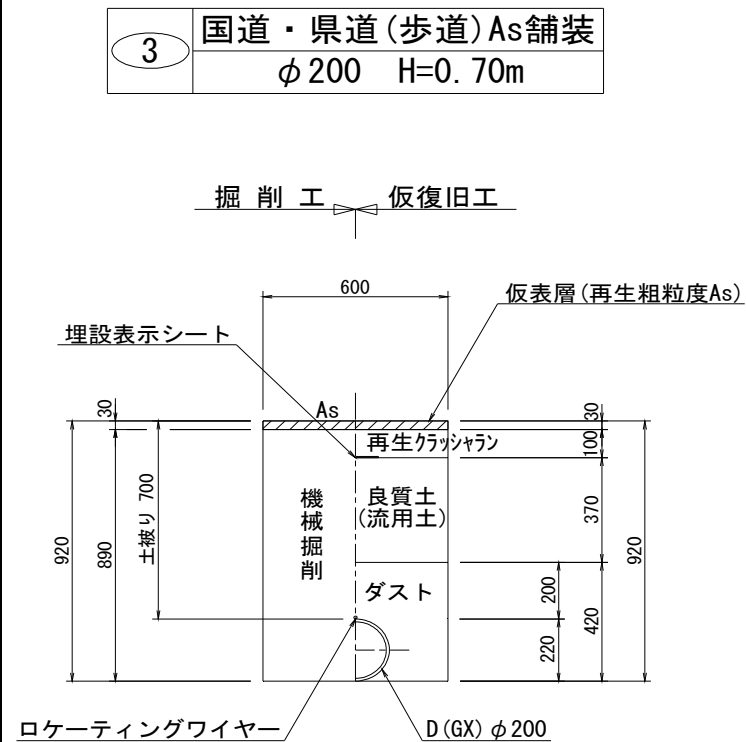 3
国道・県道(歩道)As舗装
φ200 H=0.70m
掘 削 工
仮復旧工
600
仮表層(再生粗粒度As)
埋設表示シート
30
As
30
再生クラッシャラン
100
土被り 700
機械掘削
良質土
(流用土)
370
920
890
920
ダスト
200
420
220
ロケーティングワイヤー
D(GX)φ200